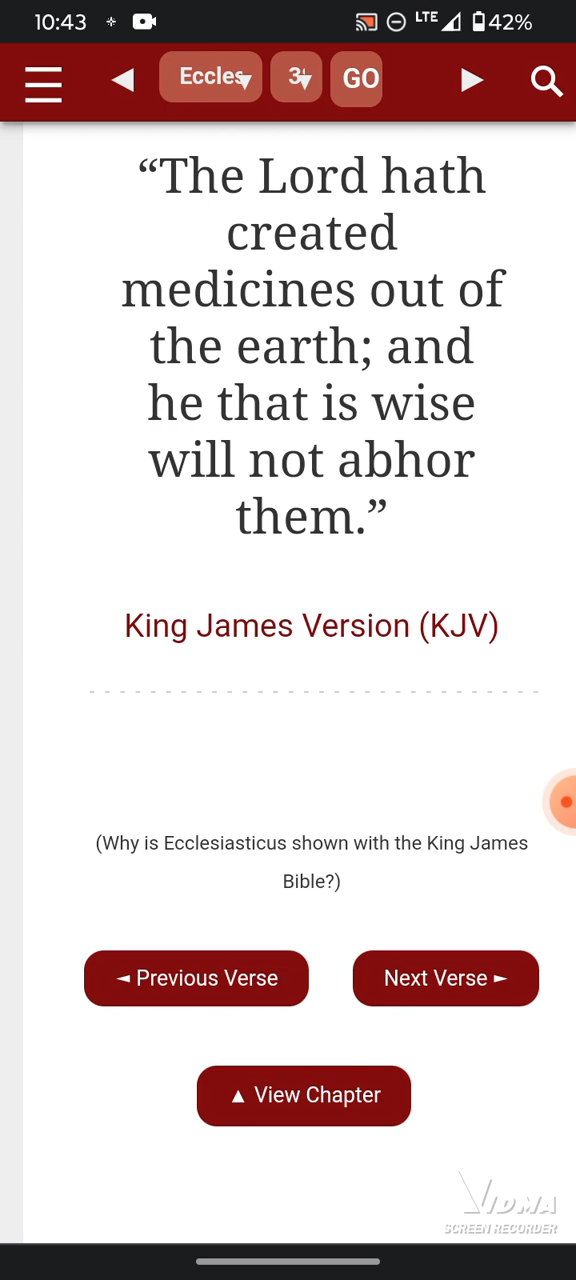 10:43 LTE 42%
Eccles 3 GO
“The Lord hath
created
medicines out of
the earth; and
he that is wise
will not abhor
them.”
King James Version (KJV)
(Why is Ecclesiasticus shown with the King James
Bible?)
◄ Previous Verse Next Verse ►
▲ View Chapter
VIDMA
SCREEN RECORDER